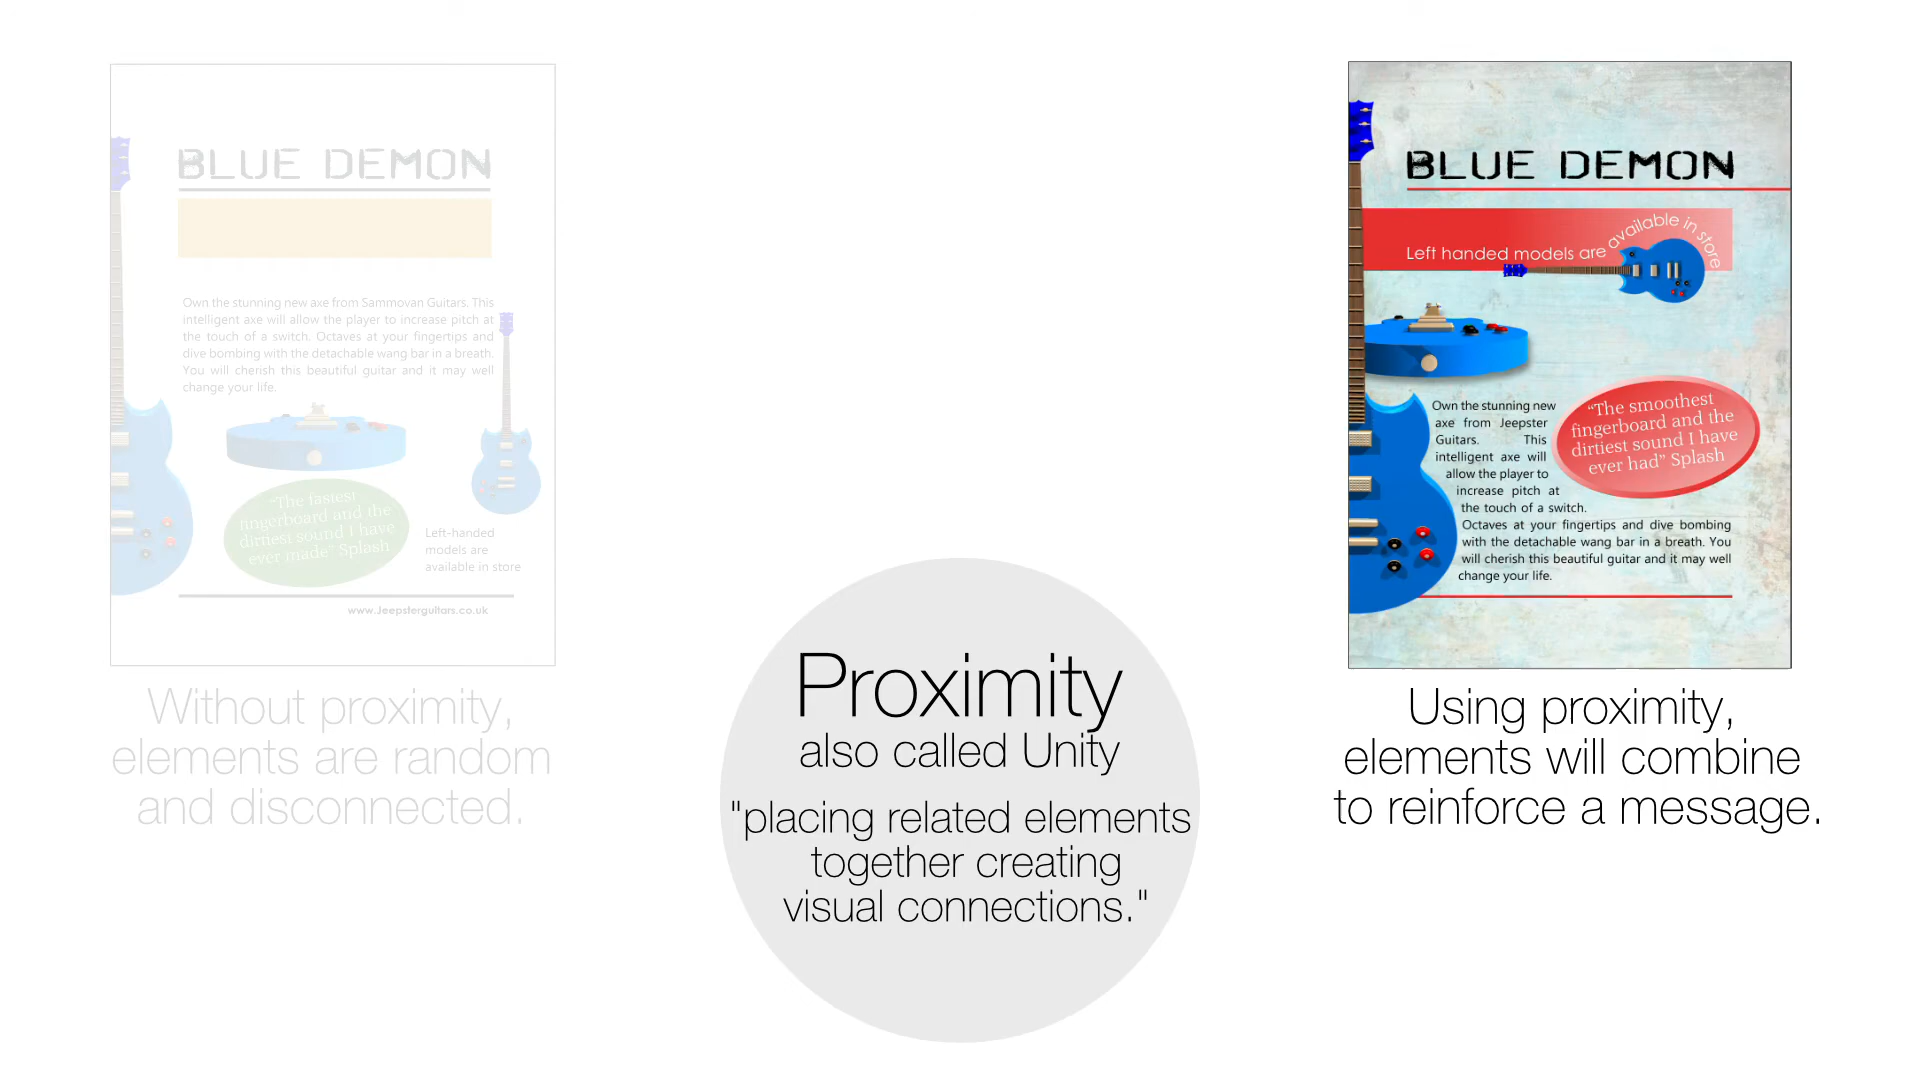 BLUE DEMON
Own the stunning new axe from Sammovan Guitars. This
intelligent axe will allow the player to increase pitch at
the touch of a switch. Octaves at your fingertips and
dive bombing with the detachable wang bar in a breath.
You will cherish this beautiful guitar and it may well
change your life.
"The fastest
fingerboard and the
dirtiest sound I have
ever made" Splash
Left-handed
models are
available in store
www.Jeepsterguitars.co.uk
Without proximity,
elements are random
and disconnected.
Proximity
also called Unity
"placing related elements
together creating
visual connections."
BLUE DEMON
Left handed models are available in store
Own the stunning new
axe from Jeepster
Guitars. This
intelligent axe will
allow the player to
increase pitch at
the touch of a switch.
Octaves at your fingertips and dive bombing
with the detachable wang bar in a breath. You
will cherish this beautiful guitar and it may well
change your life.
“The smoothest
fingerboard and the
dirtiest sound I have
ever had” Splash
Using proximity,
elements will combine
to reinforce a message.